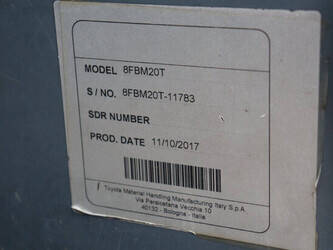 MODEL 8FBM20T
S / NO. 8FBM20T-11783
SDR NUMBER
PROD. DATE 11/10/2017
Toyota Material Handling Manufacturing Italy S.p.A.
Via Persicetana Vecchia 10
40132 - Bologna - Italia